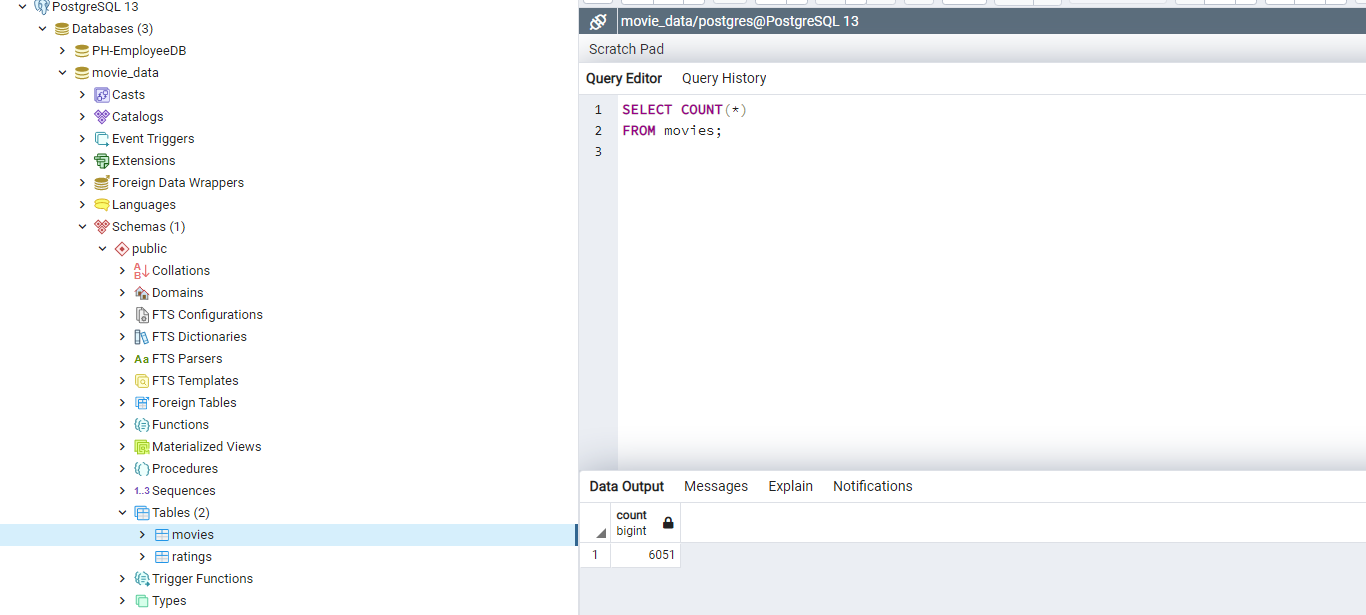 PostgreSQL 13
Databases (3)
PH-EmployeeDB
movie_data
Casts
Catalogs
Event Triggers
Extensions
Foreign Data Wrappers
Languages
Schemas (1)
public
Collations
Domains
FTS Configurations
FTS Dictionaries
Aa FTS Parsers
FTS Templates
Foreign Tables
Functions
Materialized Views
Procedures
1..3 Sequences
Tables (2)
movies
ratings
Trigger Functions
Types
movie_data/postgres@PostgreSQL 13
Scratch Pad
Query Editor Query History
1 SELECT COUNT(*)
2 FROM movies;
3
Data Output Messages Explain Notifications
count
bigint
1 6051